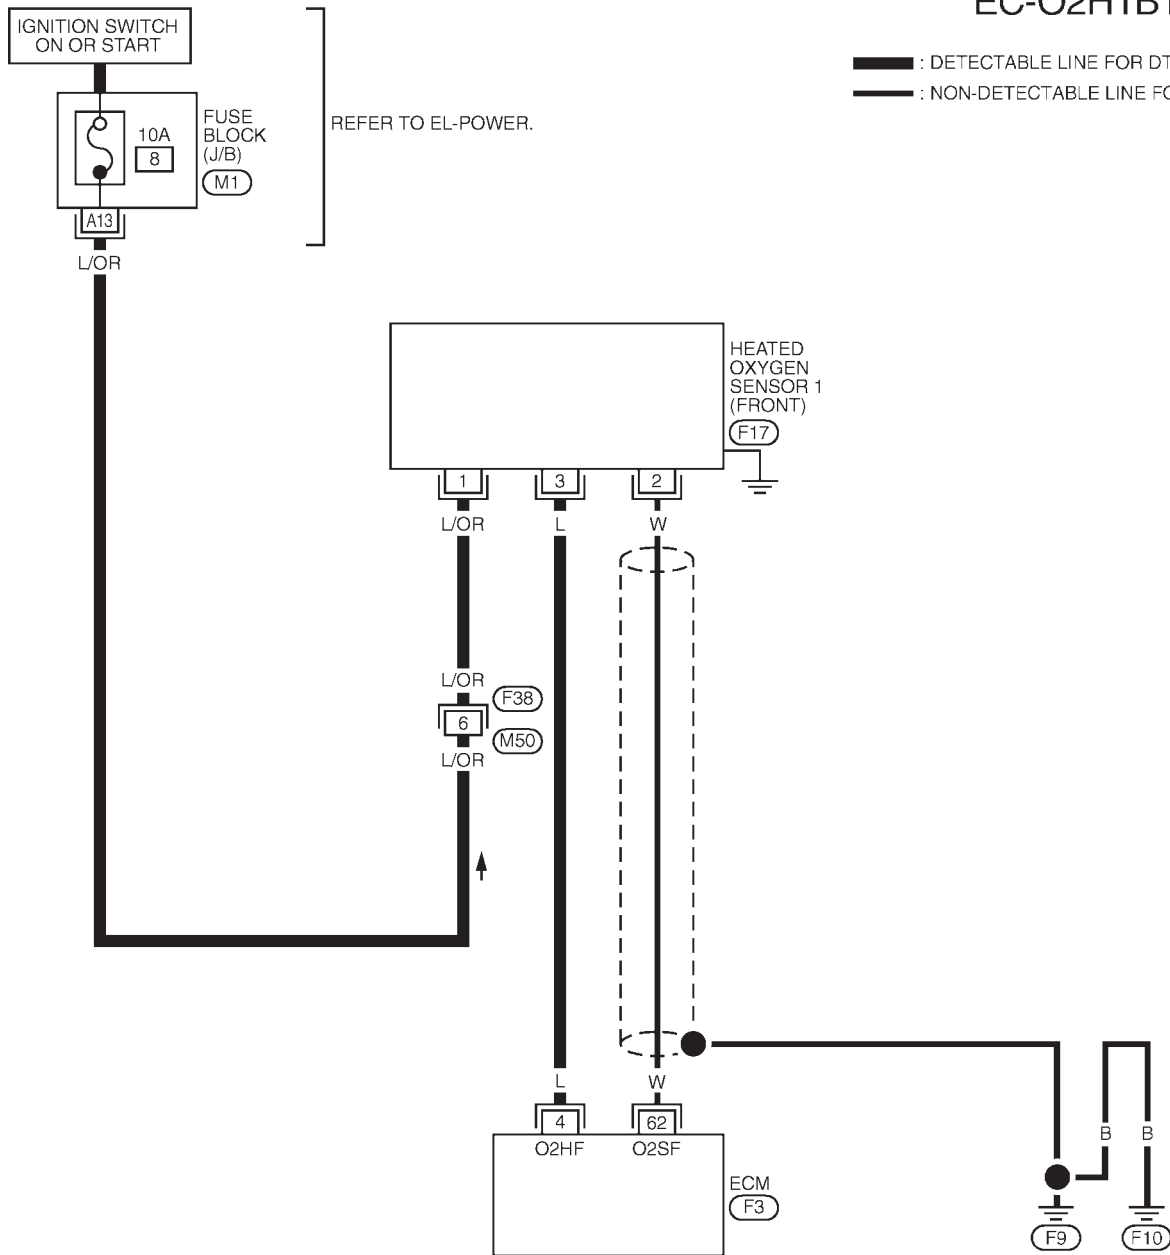 EC-O2H1B1
: DETECTABLE LINE FOR DT
: NON-DETECTABLE LINE FO
IGNITION SWITCH
ON OR START
10A
8
FUSE
BLOCK
(J/B)
M1
REFER TO EL-POWER.
A13
L/OR
HEATED
OXYGEN
SENSOR 1
(FRONT)
F17
1
3
2
L/OR
L
W
L/OR
F38
6
M50
L/OR
L
W
4
62
O2HF
O2SF
ECM
F3
B
B
F9
F10